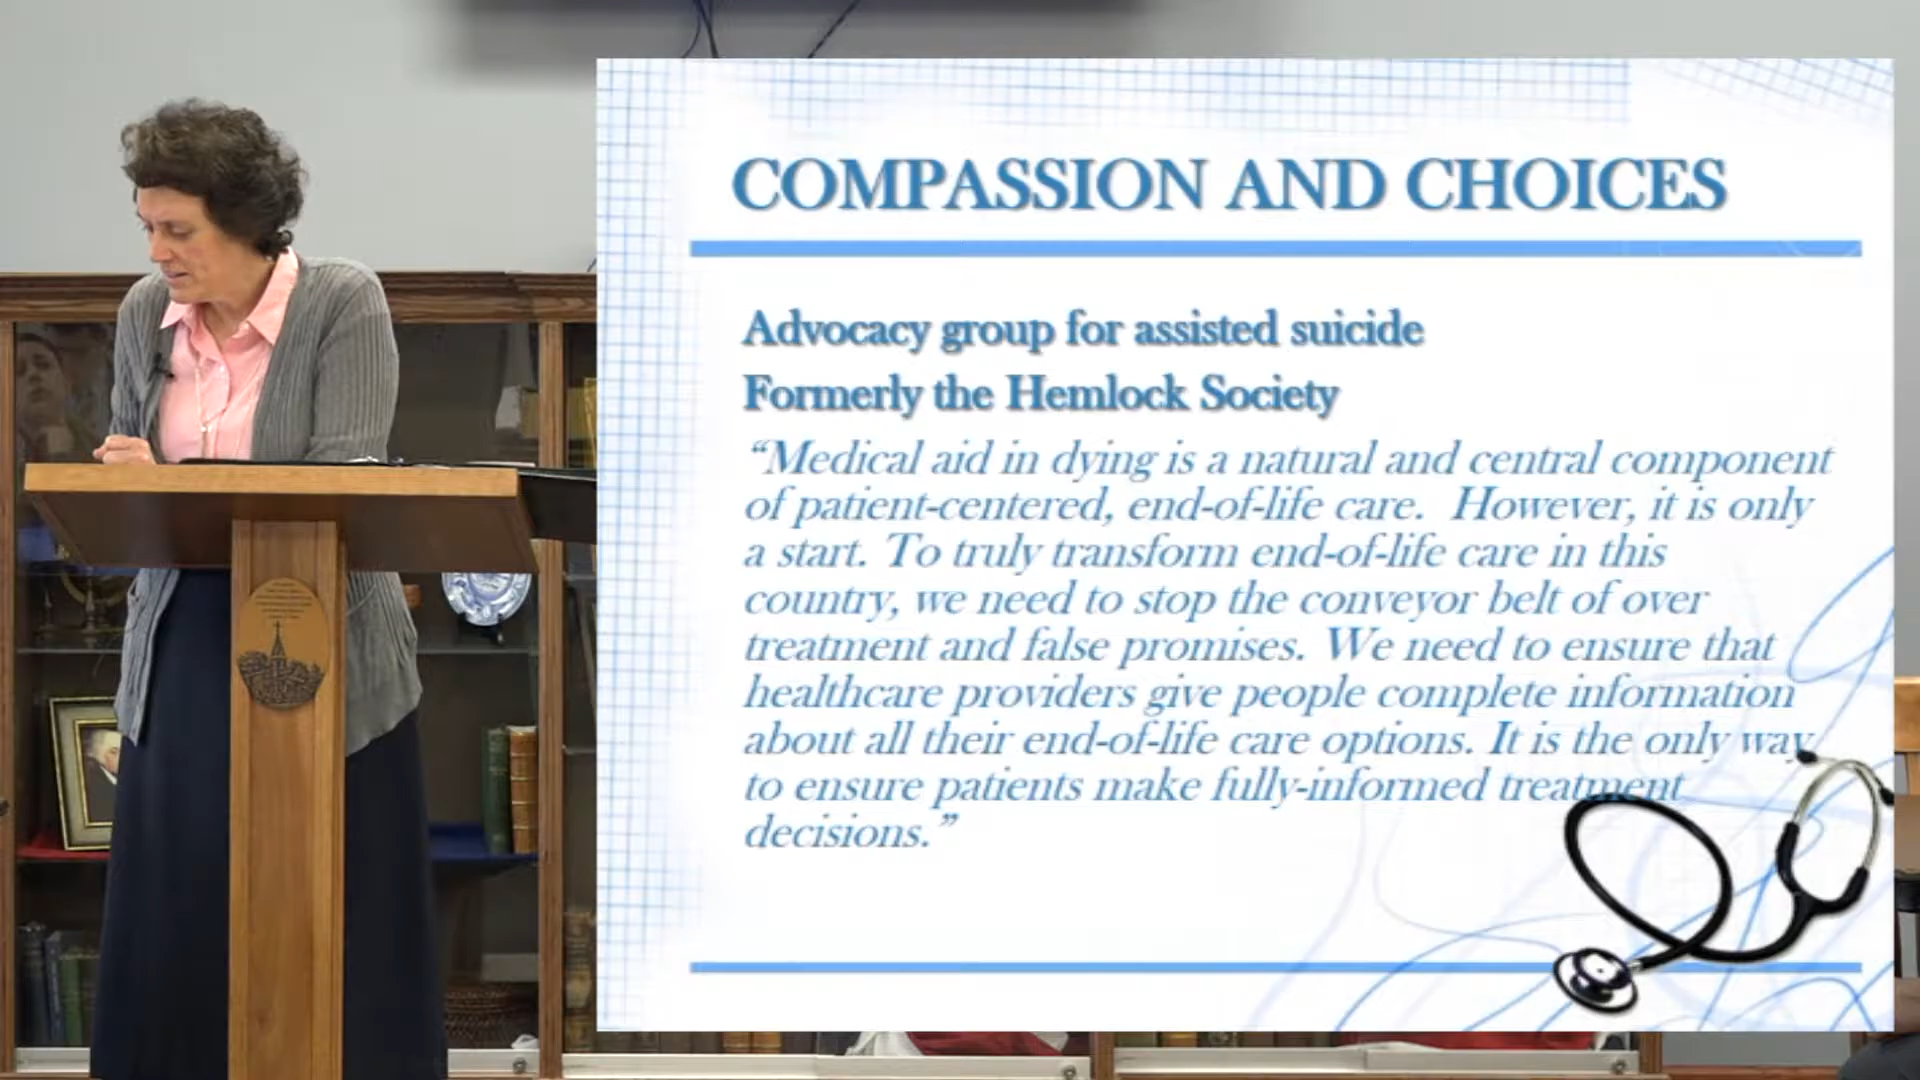 COMPASSION AND CHOICES
Advocacy group for assisted suicide
Formerly the Hemlock Society
“Medical aid in dying is a natural and central component
of patient-centered, end-of-life care.  However, it is only
a start. To truly transform end-of-life care in this
country, we need to stop the conveyor belt of over
treatment and false promises. We need to ensure that
healthcare providers give people complete information
about all their end-of-life care options. It is the only way
to ensure patients make fully-informed treatment
decisions.”